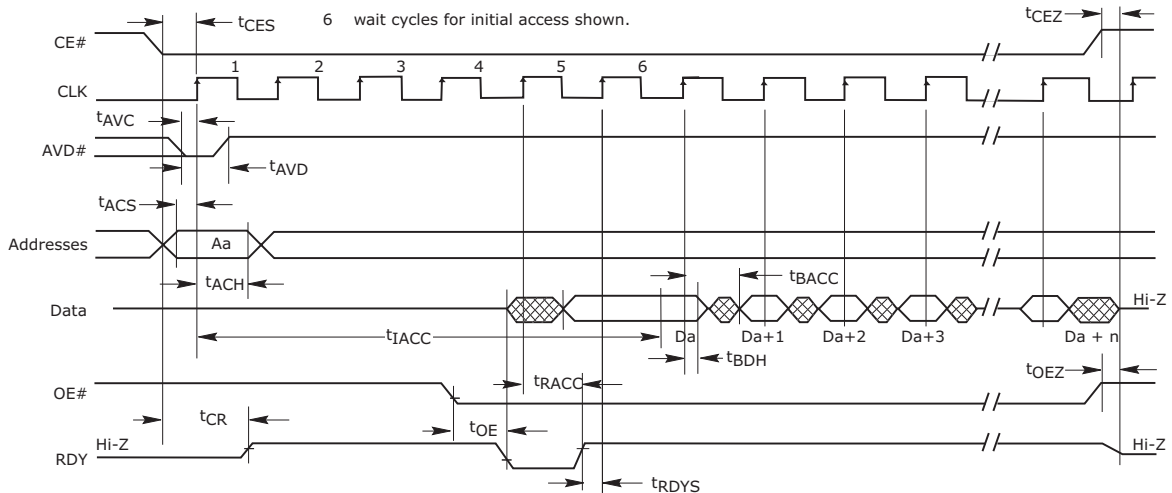 6 wait cycles for initial access shown.
tCES
tCEZ
CE#
1 2 3 4 5 6
CLK
tAVC
AVD#
tAVD
tACS
Addresses
Aa
tACH
tBACC
Data
Hi-Z
tIACC
Da Da+1 Da+2 Da+3 Da + n
tBDH
tOEZ
OE#
tRACC
tCR
tOE
Hi-Z
Hi-Z
RDY
tRDYS